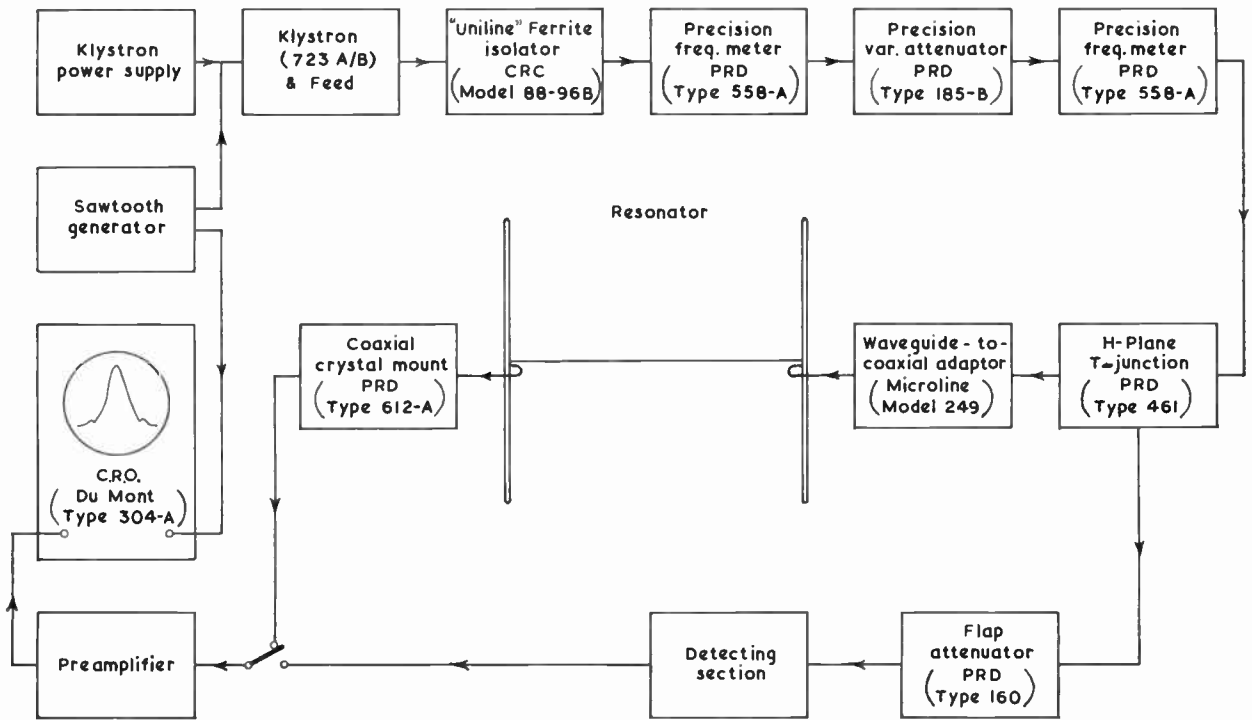 Klystron
power supply
Klystron
(723 A/B)
& Feed
"Uniline" Ferrite
isolator
(CRC
Model 88-96B)
Precision
freq. meter
(PRD
Type 558-A)
Precision
var. attenuator
(PRD
Type 185-B)
Precision
freq. meter
(PRD
Type 558-A)
Sawtooth
generator
Resonator
C.R.O.
(Du Mont
Type 304-A)
Coaxial
crystal mount
(PRD
Type 612-A)
Waveguide-to-
coaxial adaptor
(Microline
Model 249)
H-Plane
T-junction
(PRD
Type 461)
Preamplifier
Detecting
section
Flap
attenuator
(PRD
Type 160)